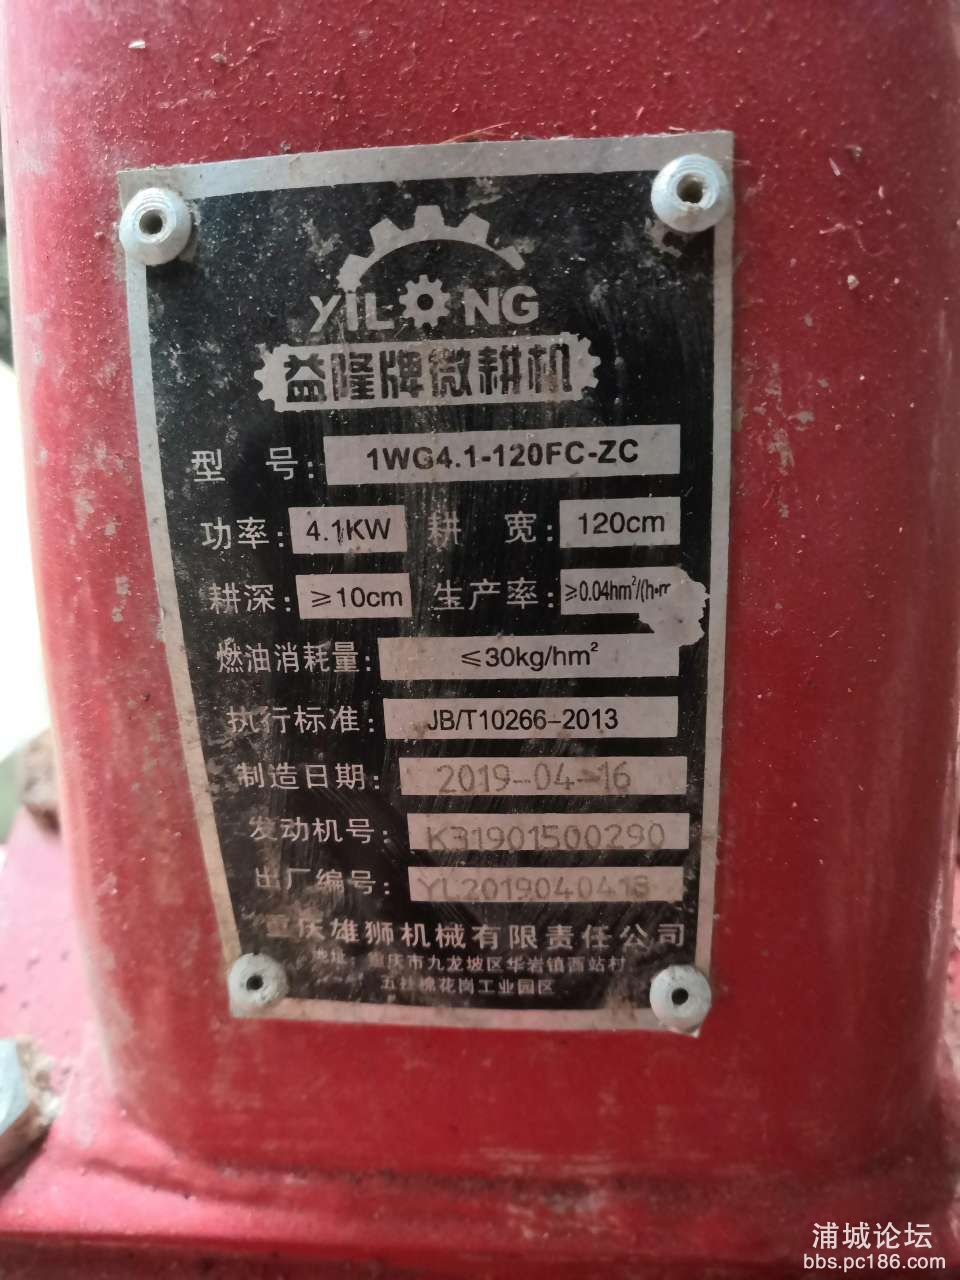 YILONG
益隆牌微耕机
型 号: 1WG4.1-120FC-ZC
功率: 4.1KW 耕 宽: 120cm
耕深: ≥10cm 生产率: ≥0.04hm²/(h·m
燃油消耗量: ≤30kg/hm²
执行标准: JB/T10266-2013
制造日期: 2019-04-16
发动机号: K31901500290
出厂编号: YL2019040418
重庆雄狮机械有限责任公司
地址: 重庆市九龙坡区华岩镇西站村
五社棉花岗工业园区
浦城论坛
bbs.pc186.com